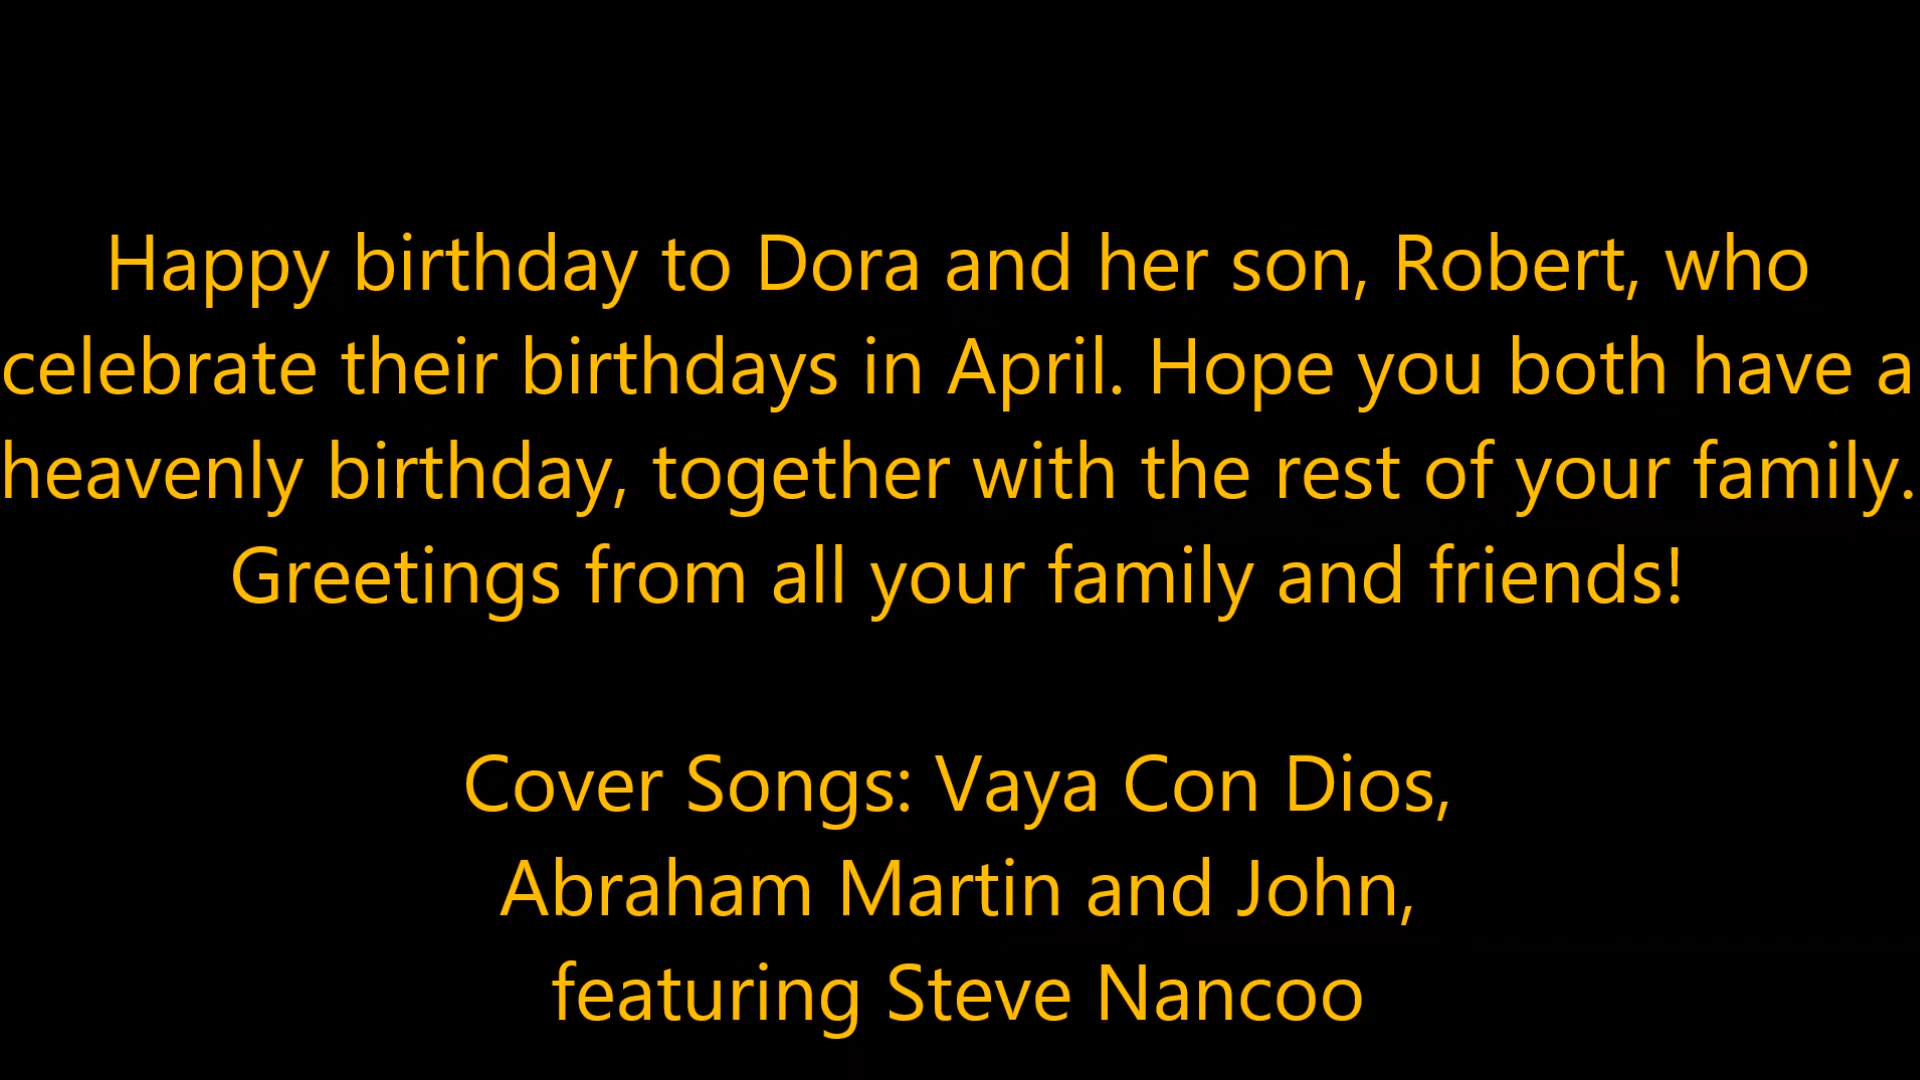 Happy birthday to Dora and her son, Robert, who
celebrate their birthdays in April. Hope you both have a
heavenly birthday, together with the rest of your family.
Greetings from all your family and friends!
Cover Songs: Vaya Con Dios,
Abraham Martin and John,
featuring Steve Nancoo